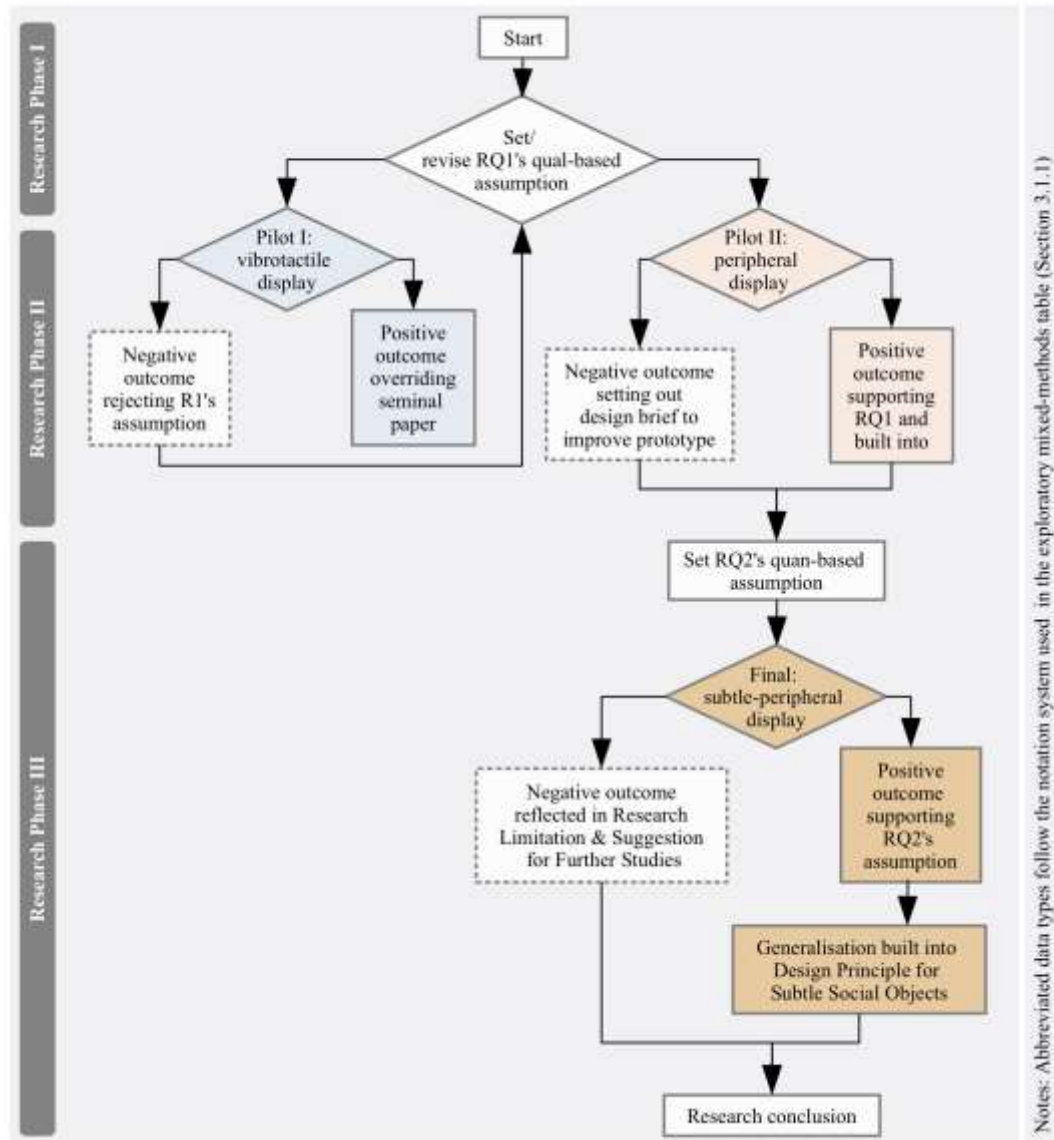 Research Phase I
Start
Set/
revise RQ1's qual-based
assumption
Research Phase II
Pilot I:
vibrotactile
display
Pilot II:
peripheral
display
Negative
outcome
rejecting R1's
assumption
Positive
outcome
overriding
seminal
paper
Negative outcome
setting out
design brief to
improve prototype
Positive
outcome
supporting
RQ1 and
built into
Research Phase III
Set RQ2's quan-based
assumption
Final:
subtle-peripheral
display
Negative outcome
reflected in Research
Limitation & Suggestion
for Further Studies
Positive
outcome
supporting
RQ2's
assumption
Generalisation built into
Design Principle for
Subtle Social Objects
Research conclusion
Notes: Abbreviated data types follow the notation system used in the exploratory mixed-methods table (Section 3.1.1)